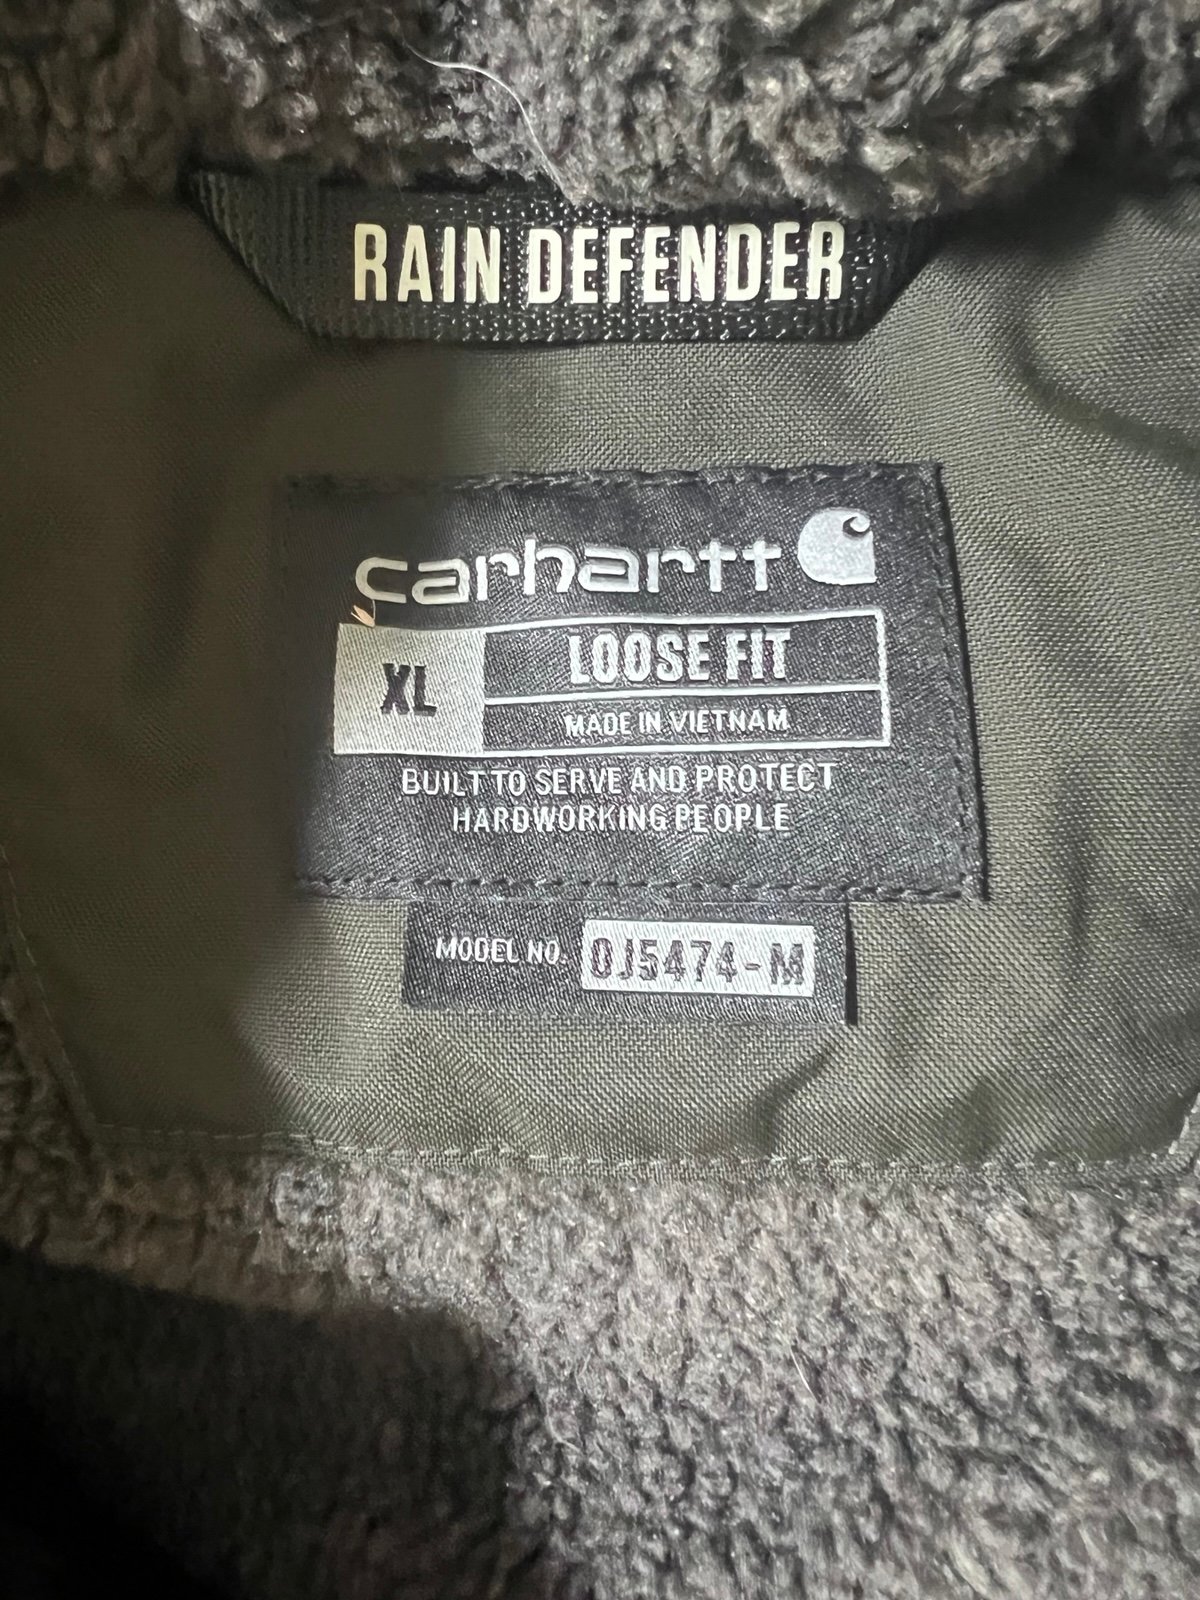 RAIN DEFENDER
carhartt
XL
LOOSE FIT
MADE IN VIETNAM
BUILT TO SERVE AND PROTECT
HARDWORKING PEOPLE
MODEL NO. OJ5474-M